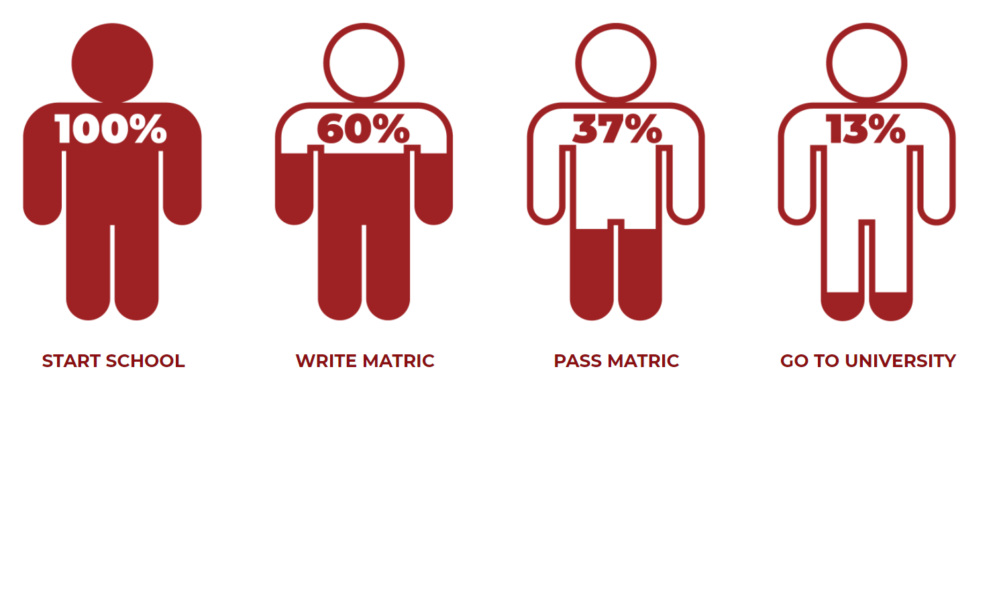 100%
60%
37%
13%
START SCHOOL
WRITE MATRIC
PASS MATRIC
GO TO UNIVERSITY